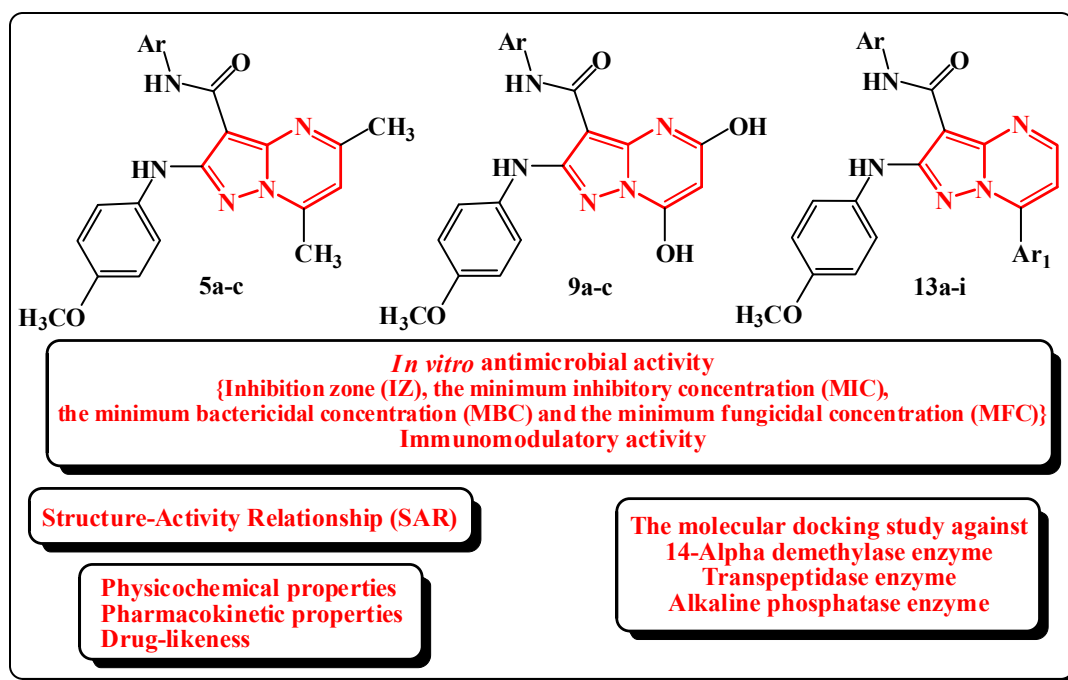 Ar
HN
O
N
CH3
HN
N
N
CH3
H3CO
5a-c
Ar
HN
O
N
OH
HN
N
N
OH
H3CO
9a-c
Ar
HN
O
N
HN
N
N
Ar1
H3CO
13a-i
In vitro antimicrobial activity
{Inhibition zone (IZ), the minimum inhibitory concentration (MIC),
the minimum bactericidal concentration (MBC) and the minimum fungicidal concentration (MFC)}
Immunomodulatory activity
Structure-Activity Relationship (SAR)
Physicochemical properties
Pharmacokinetic properties
Drug-likeness
The molecular docking study against
14-Alpha demethylase enzyme
Transpeptidase enzyme
Alkaline phosphatase enzyme